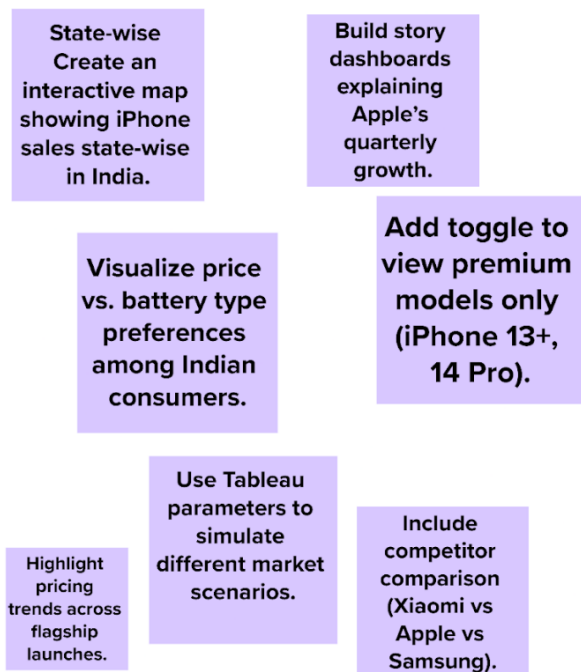 State-wise
Create an
interactive map
showing iPhone
sales state-wise
in India.
Build story
dashboards
explaining
Apple’s
quarterly
growth.
Visualize price
vs. battery type
preferences
among Indian
consumers.
Add toggle to
view premium
models only
(iPhone 13+,
14 Pro).
Highlight
pricing
trends across
flagship
launches.
Use Tableau
parameters to
simulate
different market
scenarios.
Include
competitor
comparison
(Xiaomi vs
Apple vs
Samsung).